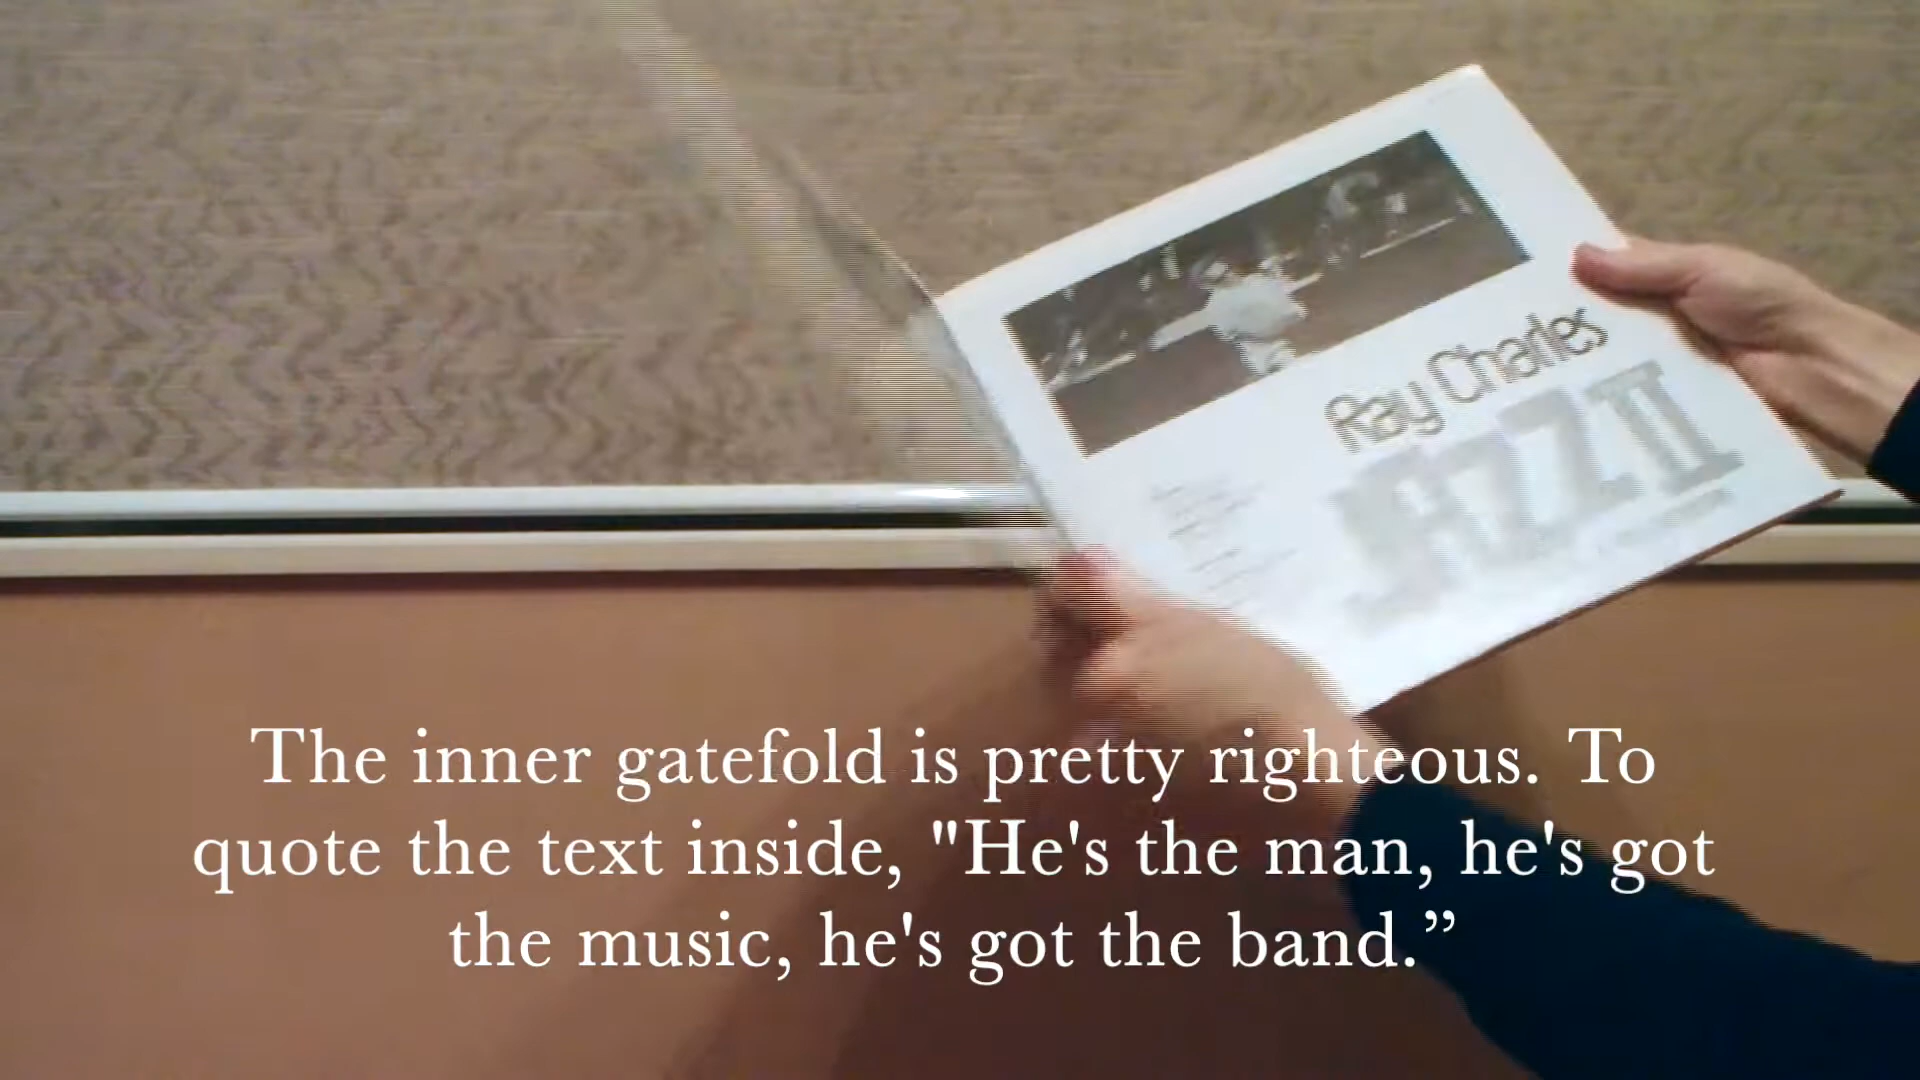 Ray Charles
JAZZ II
The inner gatefold is pretty righteous. To
quote the text inside, "He's the man, he's got
the music, he's got the band.”